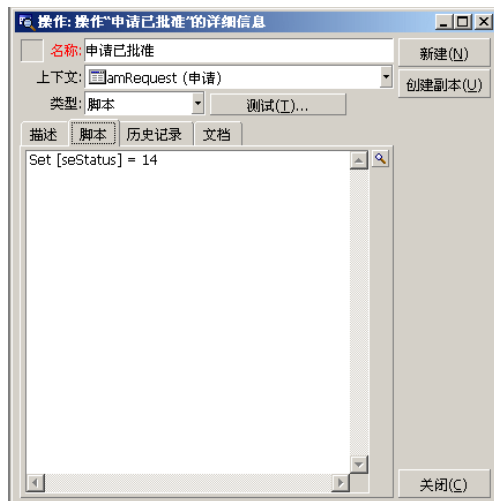 操作: 操作“申请已批准”的详细信息
名称: 申请已批准
新建(N)
上下文: amRequest (申请)
创建副本(U)
类型: 脚本 测试(T)...
描述 脚本 历史记录 文档
Set [seStatus] = 14
关闭(C)